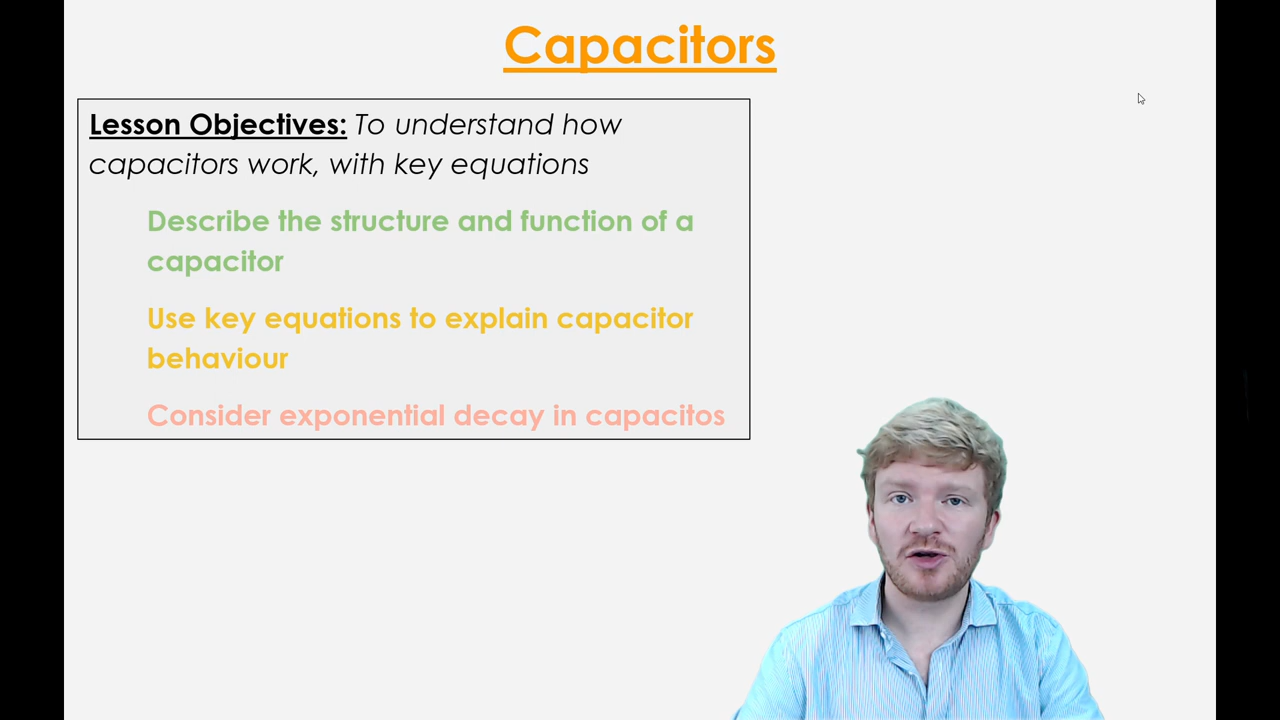 Capacitors
Lesson Objectives: To understand how
capacitors work, with key equations
Describe the structure and function of a
capacitor
Use key equations to explain capacitor
behaviour
Consider exponential decay in capacitos